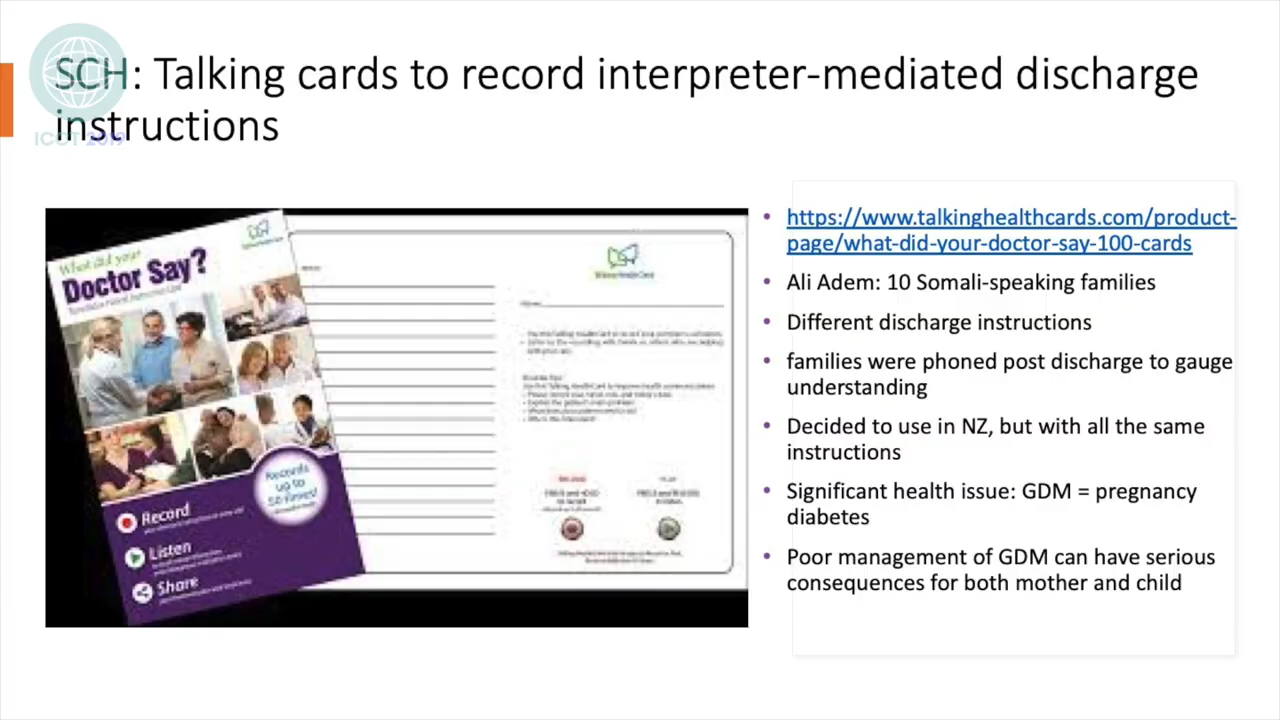 SCH: Talking cards to record interpreter-mediated discharge
instructions
ICOT 2019
What did your
Doctor Say?
Records
up to
Record
Listen
Share
https://www.talkinghealthcards.com/product-
page/what-did-your-doctor-say-100-cards
Ali Adem: 10 Somali-speaking families
Different discharge instructions
families were phoned post discharge to gauge
understanding
Decided to use in NZ, but with all the same
instructions
Significant health issue: GDM = pregnancy
diabetes
Poor management of GDM can have serious
consequences for both mother and child